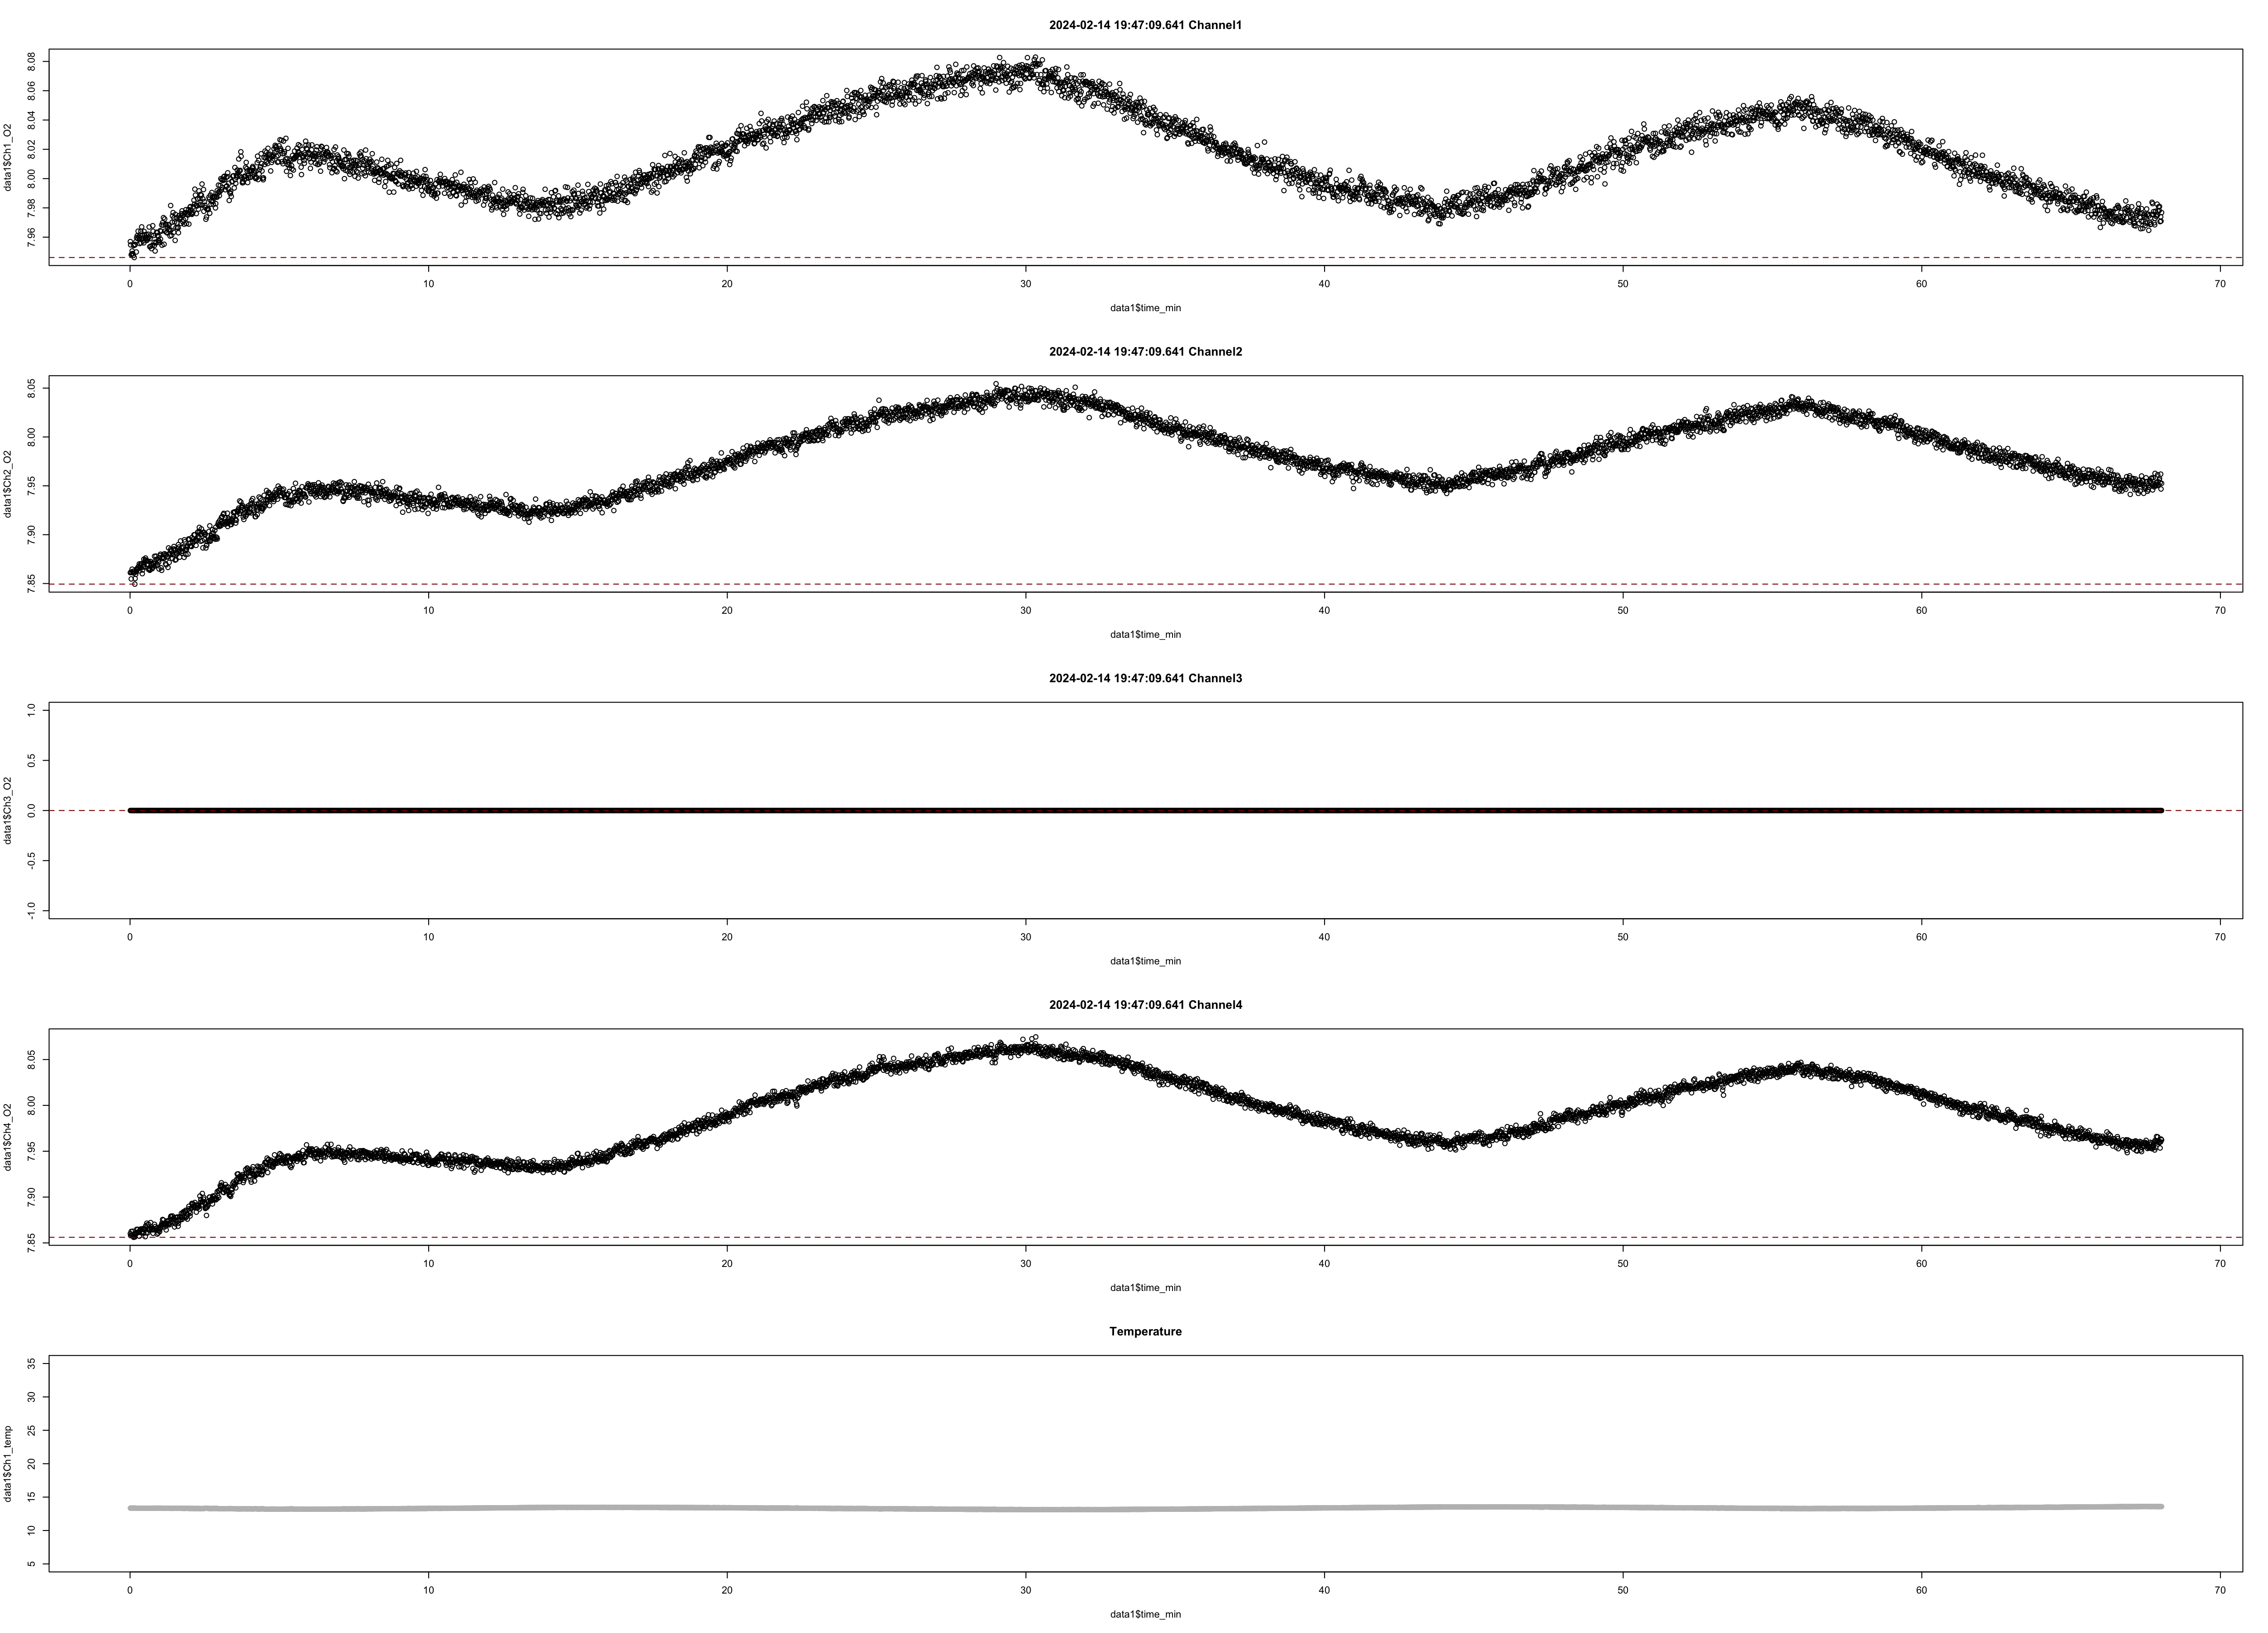 2024-02-14 19:47:09.641 Channel1
data1$Ch1_O2
8.08
8.06
8.04
8.02
8.00
7.98
7.96
0 10 20 30 40 50 60 70
data1$time_min
2024-02-14 19:47:09.641 Channel2
data1$Ch2_O2
8.05
8.00
7.95
7.90
7.85
0 10 20 30 40 50 60 70
data1$time_min
2024-02-14 19:47:09.641 Channel3
data1$Ch3_O2
1.0
0.5
0.0
-0.5
-1.0
0 10 20 30 40 50 60 70
data1$time_min
2024-02-14 19:47:09.641 Channel4
data1$Ch4_O2
8.05
8.00
7.95
7.90
7.85
0 10 20 30 40 50 60 70
data1$time_min
Temperature
data1$Ch1_temp
35
30
25
20
15
10
5
0 10 20 30 40 50 60 70
data1$time_min